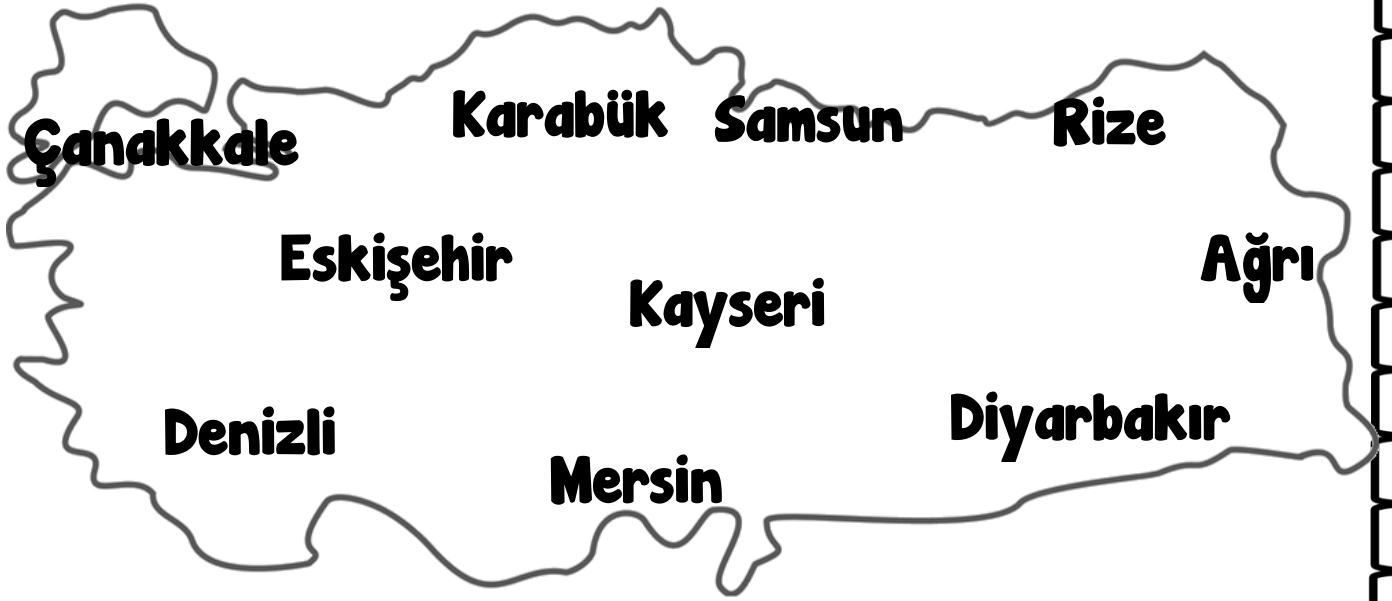 Karabük
Samsun
Rize
Çanakkale
Eskişehir
Ağrı
Kayseri
Diyarbakır
Denizli
Mersin